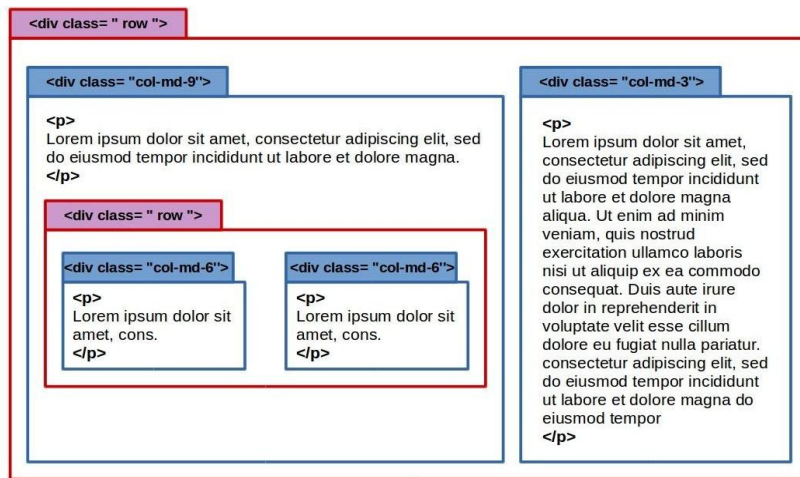 <div class= " row ">
<div class= "col-md-9">
<p>
Lorem ipsum dolor sit amet, consectetur adipiscing elit, sed
do eiusmod tempor incididunt ut labore et dolore magna.
</p>
<div class= " row ">
<div class= "col-md-6">
<p>
Lorem ipsum dolor sit
amet, cons.
</p>
<div class= "col-md-6">
<p>
Lorem ipsum dolor sit
amet, cons.
</p>
<div class= "col-md-3">
<p>
Lorem ipsum dolor sit amet,
consectetur adipiscing elit, sed
do eiusmod tempor incididunt
ut labore et dolore magna
aliqua. Ut enim ad minim
veniam, quis nostrud
exercitation ullamco laboris
nisi ut aliquip ex ea commodo
consequat. Duis aute irure
dolor in reprehenderit in
voluptate velit esse cillum
dolore eu fugiat nulla pariatur.
consectetur adipiscing elit, sed
do eiusmod tempor incididunt
ut labore et dolore magna do
eiusmod tempor
</p>